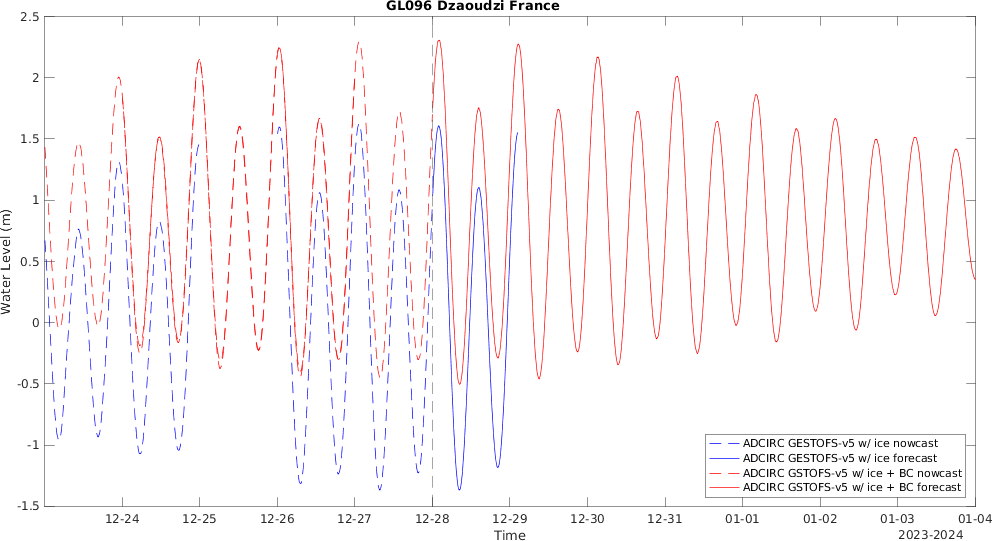 GL096 Dzaoudzi France
2.5
2
1.5
1
0.5
0
-0.5
-1
-1.5
Water Level (m)
ADCIRC GESTOFS-v5 w/ ice nowcast
ADCIRC GESTOFS-v5 w/ ice forecast
ADCIRC GSTOFS-v5 w/ ice + BC nowcast
ADCIRC GSTOFS-v5 w/ ice + BC forecast
12-24 12-25 12-26 12-27 12-28 12-29 12-30 12-31 01-01 01-02 01-03 01-04
Time
2023-2024